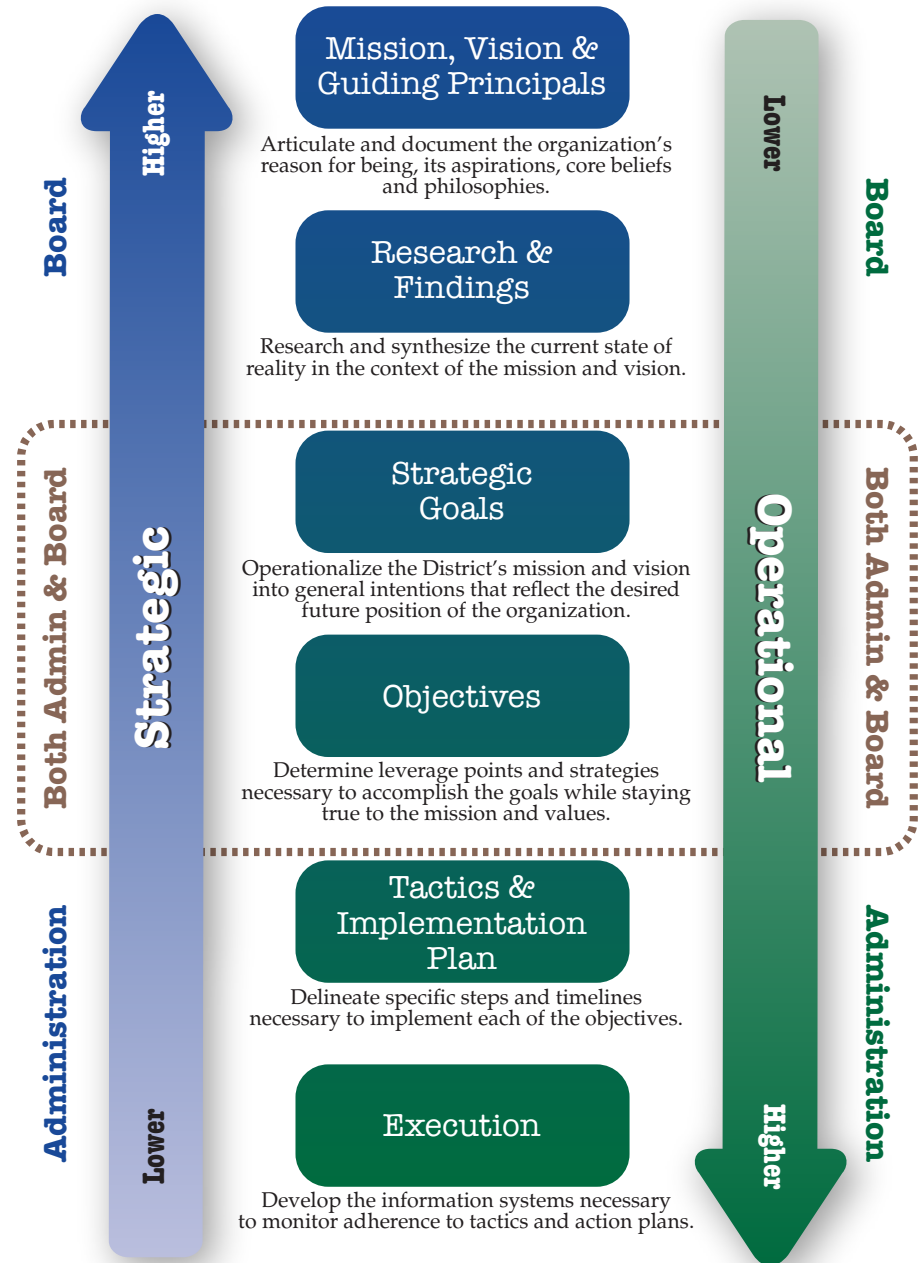 Mission, Vision &
Guiding Principals
Higher
Lower
Articulate and document the organization’s
reason for being, its aspirations, core beliefs
and philosophies.
Board
Board
Research &
Findings
Research and synthesize the current state of
reality in the context of the mission and vision.
Both Admin & Board
Strategic
Strategic
Goals
Operational
Both Admin & Board
Operationalize the District’s mission and vision
into general intentions that reflect the desired
future position of the organization.
Objectives
Determine leverage points and strategies
necessary to accomplish the goals while staying
true to the mission and values.
Administration
Tactics &
Implementation
Plan
Administration
Delineate specific steps and timelines
necessary to implement each of the objectives.
Lower
Execution
Higher
Develop the information systems necessary
to monitor adherence to tactics and action plans.